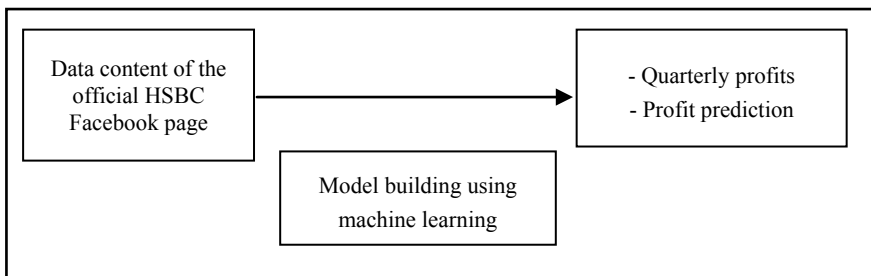 Data content of the
official HSBC
Facebook page
- Quarterly profits
- Profit prediction
Model building using
machine learning